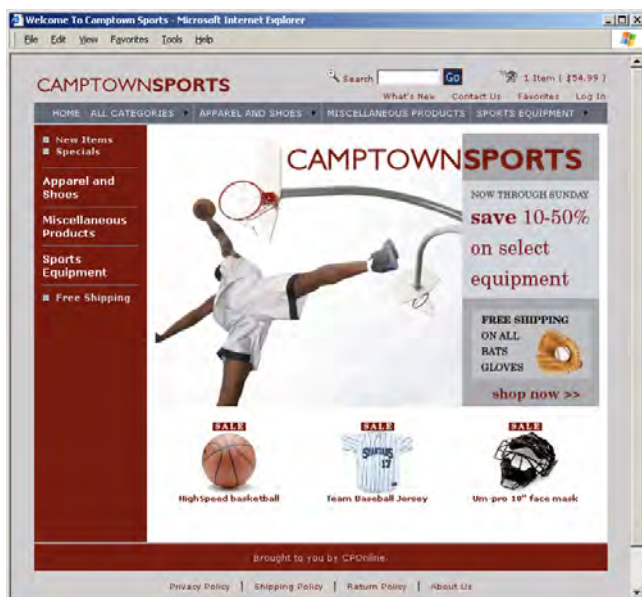 Welcome To Camptown Sports - Microsoft Internet Explorer
File Edit View Favorites Tools Help
CAMPTOWNSPORTS
Search Go 1 Item ( $54.99 )
What's New Contact Us Favorites Log In
HOME ALL CATEGORIES APPAREL AND SHOES MISCELLANEOUS PRODUCTS SPORTS EQUIPMENT
New Items
Specials
Apparel and
Shoes
Miscellaneous
Products
Sports
Equipment
Free Shipping
CAMPTOWNSPORTS
NOW THROUGH SUNDAY
save 10-50%
on select
equipment
FREE SHIPPING
ON ALL
BATS
GLOVES
shop now >>
SALE
HighSpeed basketball
SALE
SPARTANS
17
Team Baseball Jersey
SALE
Um-pro 10" face mask
Brought to you by CPOnline.
Privacy Policy | Shipping Policy | Return Policy | About Us